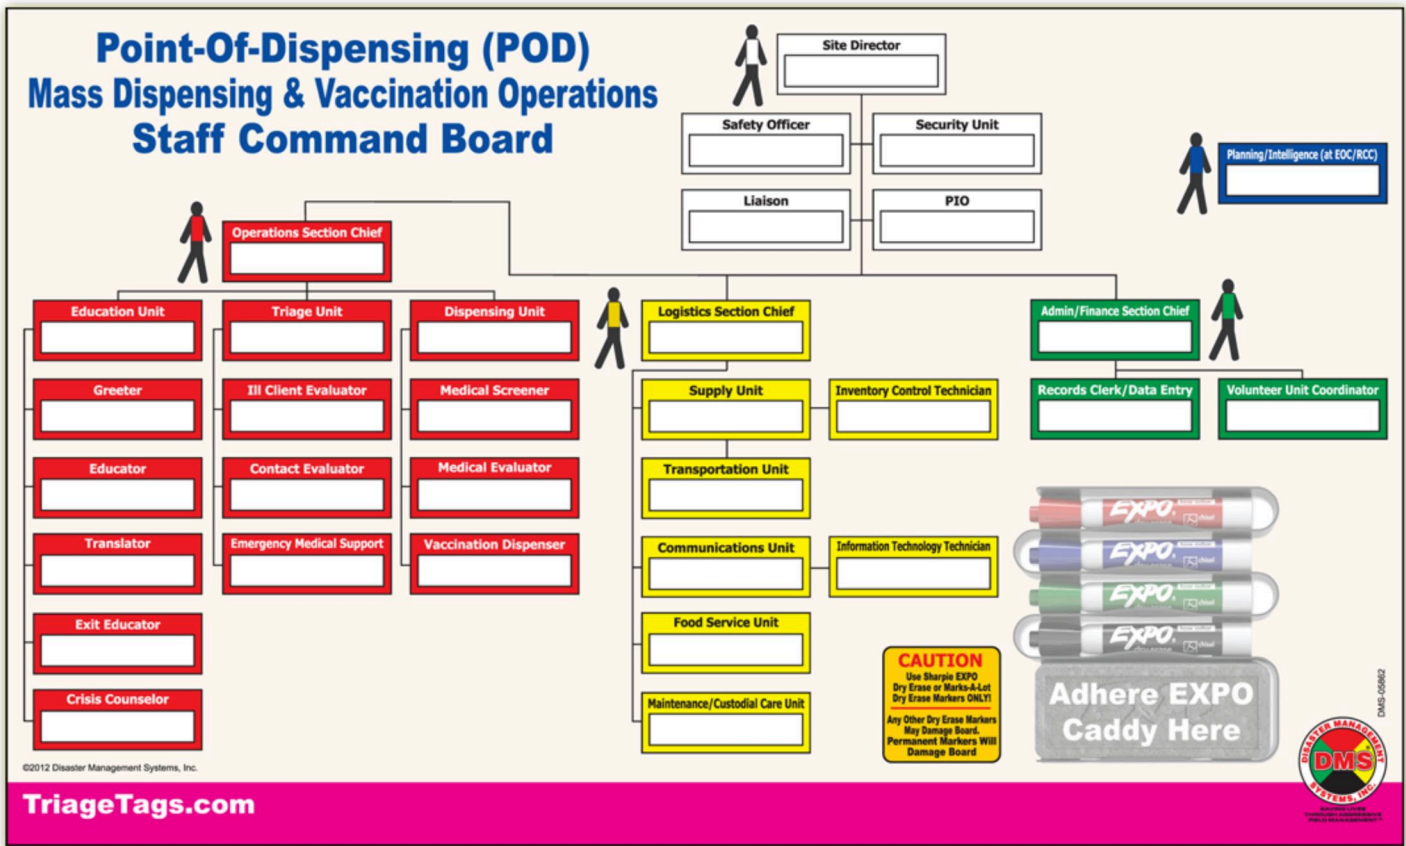 Point-Of-Dispensing (POD)
Mass Dispensing & Vaccination Operations
Staff Command Board
Site Director
Safety Officer
Security Unit
Liaison
PIO
Planning/Intelligence (at EOC/RCC)
Operations Section Chief
Education Unit
Triage Unit
Dispensing Unit
Logistics Section Chief
Admin/Finance Section Chief
Greeter
Ill Client Evaluator
Medical Screener
Supply Unit
Inventory Control Technician
Records Clerk/Data Entry
Volunteer Unit Coordinator
Educator
Contact Evaluator
Medical Evaluator
Transportation Unit
Translator
Emergency Medical Support
Vaccination Dispenser
Communications Unit
Information Technology Technician
Exit Educator
Food Service Unit
Crisis Counselor
Maintenance/Custodial Care Unit
EXPO
EXPO
EXPO
EXPO
CAUTION
Use Sharpie EXPO
Dry Erase or Marks-A-Lot
Dry Erase Markers ONLY!
Any Other Dry Erase Markers
May Damage Board.
Permanent Markers Will
Damage Board
Adhere EXPO
Caddy Here
DMS-05862
DISASTER MANAGEMENT
DMS
SYSTEMS, INC.
SAVING LIVES
THROUGH AGGRESSIVE
FIELD MANAGEMENT
©2012 Disaster Management Systems, Inc.
TriageTags.com